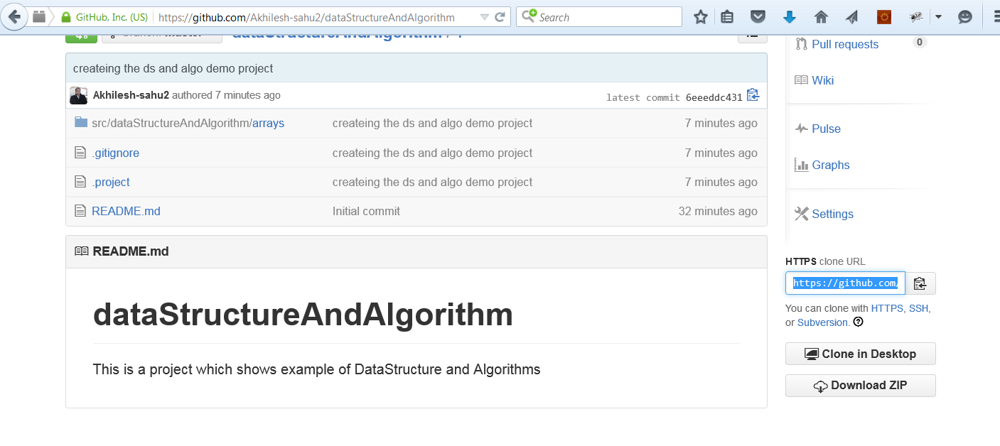 GitHub, Inc. (US) https://github.com/Akhilesh-sahu2/dataStructureAndAlgorithm Search
createing the ds and algo demo project
Akhilesh-sahu2 authored 7 minutes ago latest commit 6eeeddc431
src/dataStructureAndAlgorithm/arrays createing the ds and algo demo project 7 minutes ago
.gitignore createing the ds and algo demo project 7 minutes ago
.project createing the ds and algo demo project 7 minutes ago
README.md Initial commit 32 minutes ago
README.md
dataStructureAndAlgorithm
This is a project which shows example of DataStructure and Algorithms
Pull requests 0
Wiki
Pulse
Graphs
Settings
HTTPS clone URL
https://github.com/
You can clone with HTTPS, SSH,
or Subversion.
Clone in Desktop
Download ZIP